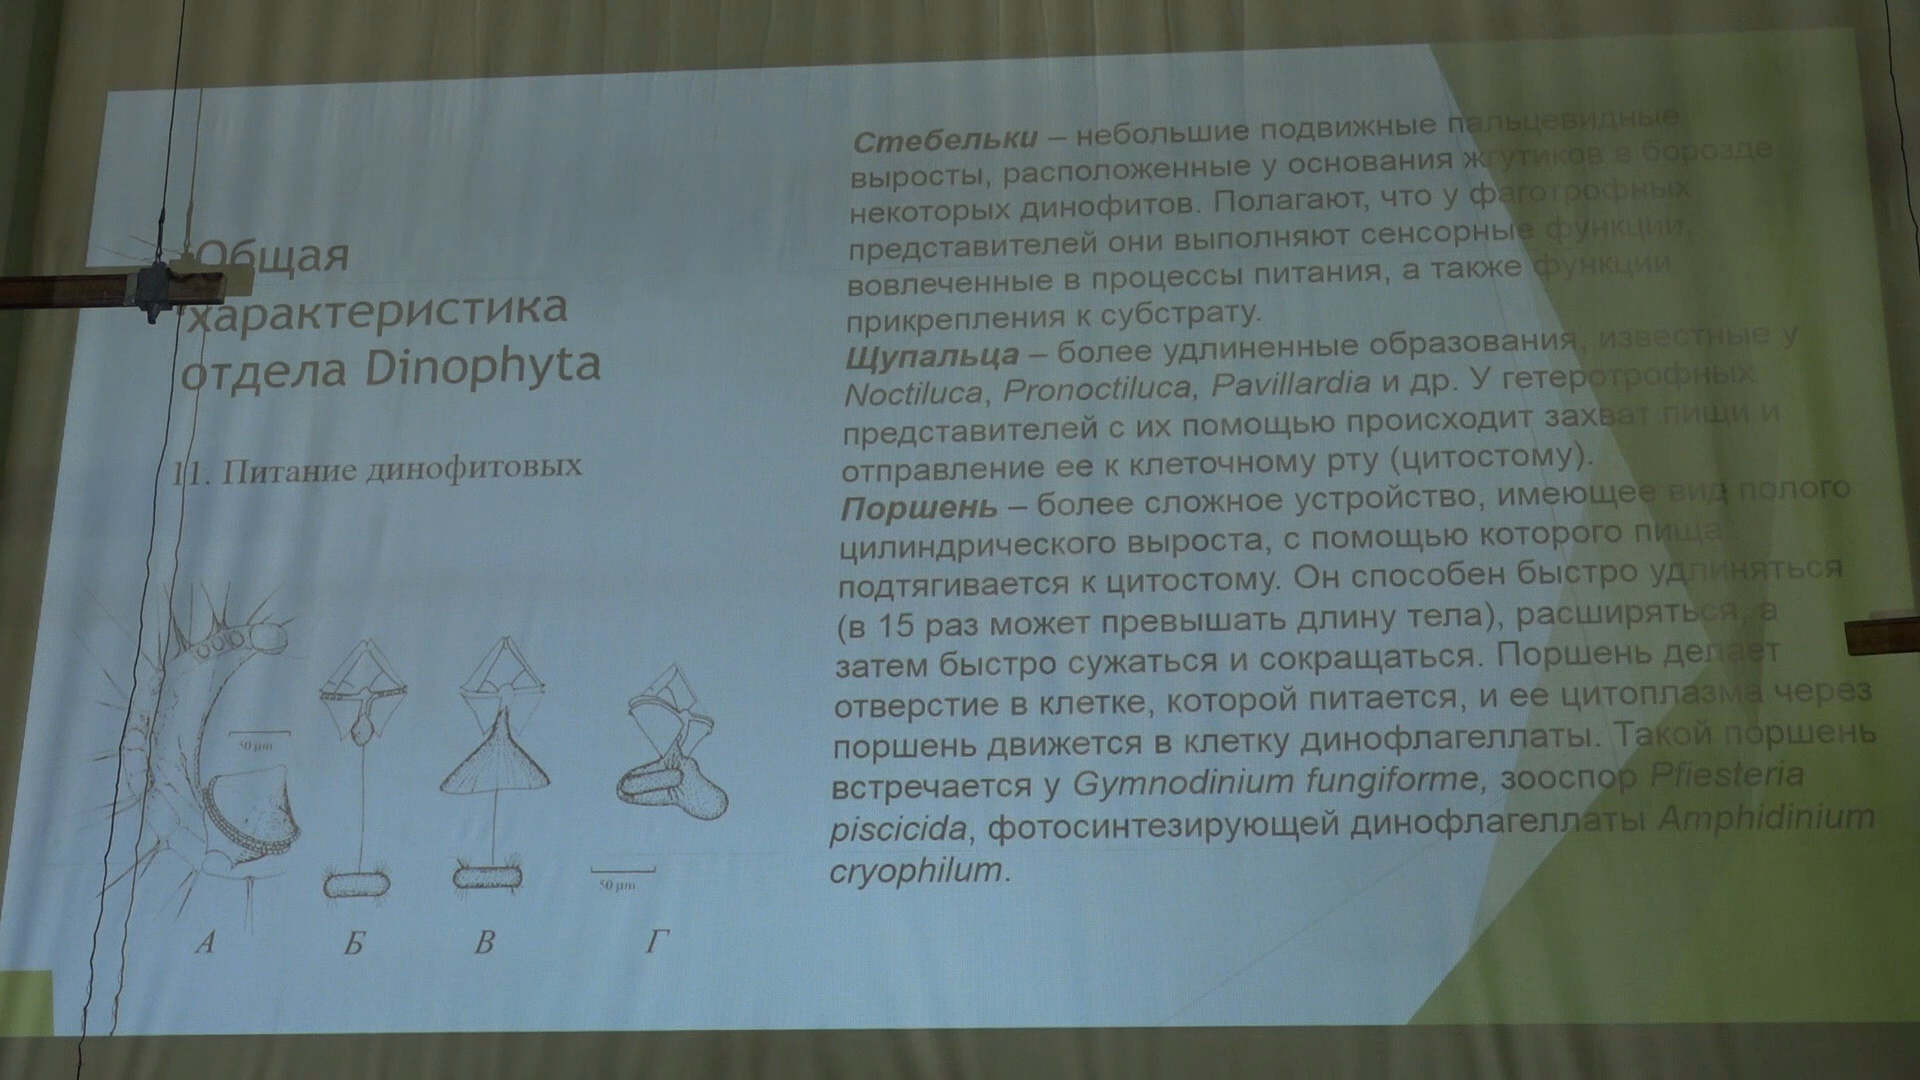 Общая
характеристика
отдела Dinophyta
11. Питание динофитовых
50 μm
50 μm
А Б В Г
Стебельки – небольшие подвижные пальцевидные
выросты, расположенные у основания жгутиков в борозде
некоторых динофитов. Полагают, что у фаготрофных
представителей они выполняют сенсорные функции,
вовлеченные в процессы питания, а также функции
прикрепления к субстрату.
Щупальца – более удлиненные образования, известные у
Noctiluca, Pronoctiluca, Pavillardia и др. У гетеротрофных
представителей с их помощью происходит захват пищи и
отправление ее к клеточному рту (цитостому).
Поршень – более сложное устройство, имеющее вид полого
цилиндрического выроста, с помощью которого пища
подтягивается к цитостому. Он способен быстро удлиняться
(в 15 раз может превышать длину тела), расширяться, а
затем быстро сужаться и сокращаться. Поршень делает
отверстие в клетке, которой питается, и ее цитоплазма через
поршень движется в клетку динофлагеллаты. Такой поршень
встречается у Gymnodinium fungiforme, зооспор Pfiesteria
piscicida, фотосинтезирующей динофлагеллаты Amphidinium
cryophilum.